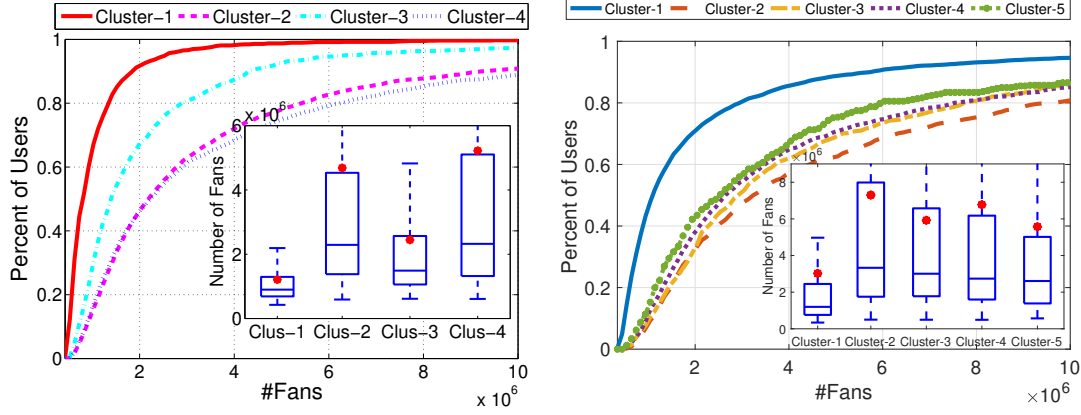 Cluster-1 Cluster-2 Cluster-3 Cluster-4
Percent of Users
1
0.8
0.6
0.4
0.2
0
2 4 6 8 10
#Fans
x 10^6
x 10^6
Number of Fans
6
4
2
0
Clus-1 Clus-2 Clus-3 Clus-4
Cluster-1 Cluster-2 Cluster-3 Cluster-4 Cluster-5
Percent of Users
1
0.8
0.6
0.4
0.2
0
2 4 6 8 10
#Fans
×10^6
×10^6
Number of Fans
8
6
4
2
0
Cluster-1 Cluster-2 Cluster-3 Cluster-4 Cluster-5